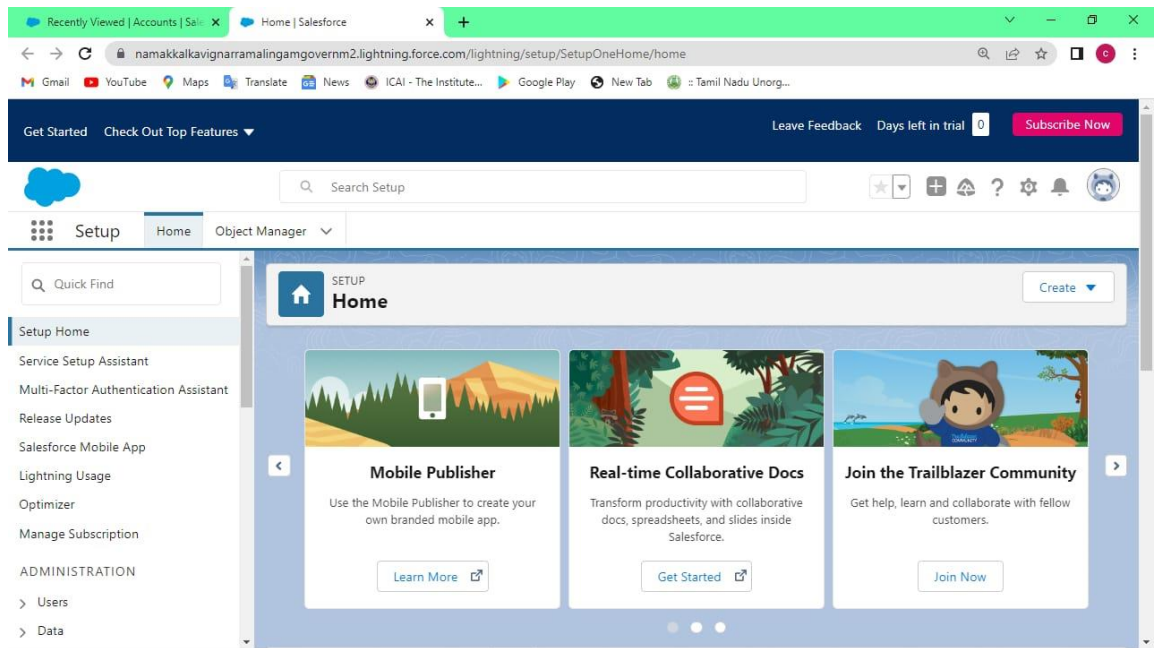 Recently Viewed | Accounts | Sale
Home | Salesforce
namakkalkavignarramalingamgovernm2.lightning.force.com/lightning/setup/SetupOneHome/home
C
Gmail YouTube Maps Translate News ICAI - The Institute... Google Play New Tab :: Tamil Nadu Unorg...
Get Started Check Out Top Features Leave Feedback Days left in trial 0 Subscribe Now
Search Setup
Setup Home Object Manager
Quick Find
Setup Home
Service Setup Assistant
Multi-Factor Authentication Assistant
Release Updates
Salesforce Mobile App
Lightning Usage
Optimizer
Manage Subscription
ADMINISTRATION
Users
Data
SETUP
Home
Create
Mobile Publisher
Use the Mobile Publisher to create your
own branded mobile app.
Learn More
Real-time Collaborative Docs
Transform productivity with collaborative
docs, spreadsheets, and slides inside
Salesforce.
Get Started
Join the Trailblazer Community
Get help, learn and collaborate with fellow
customers.
Join Now